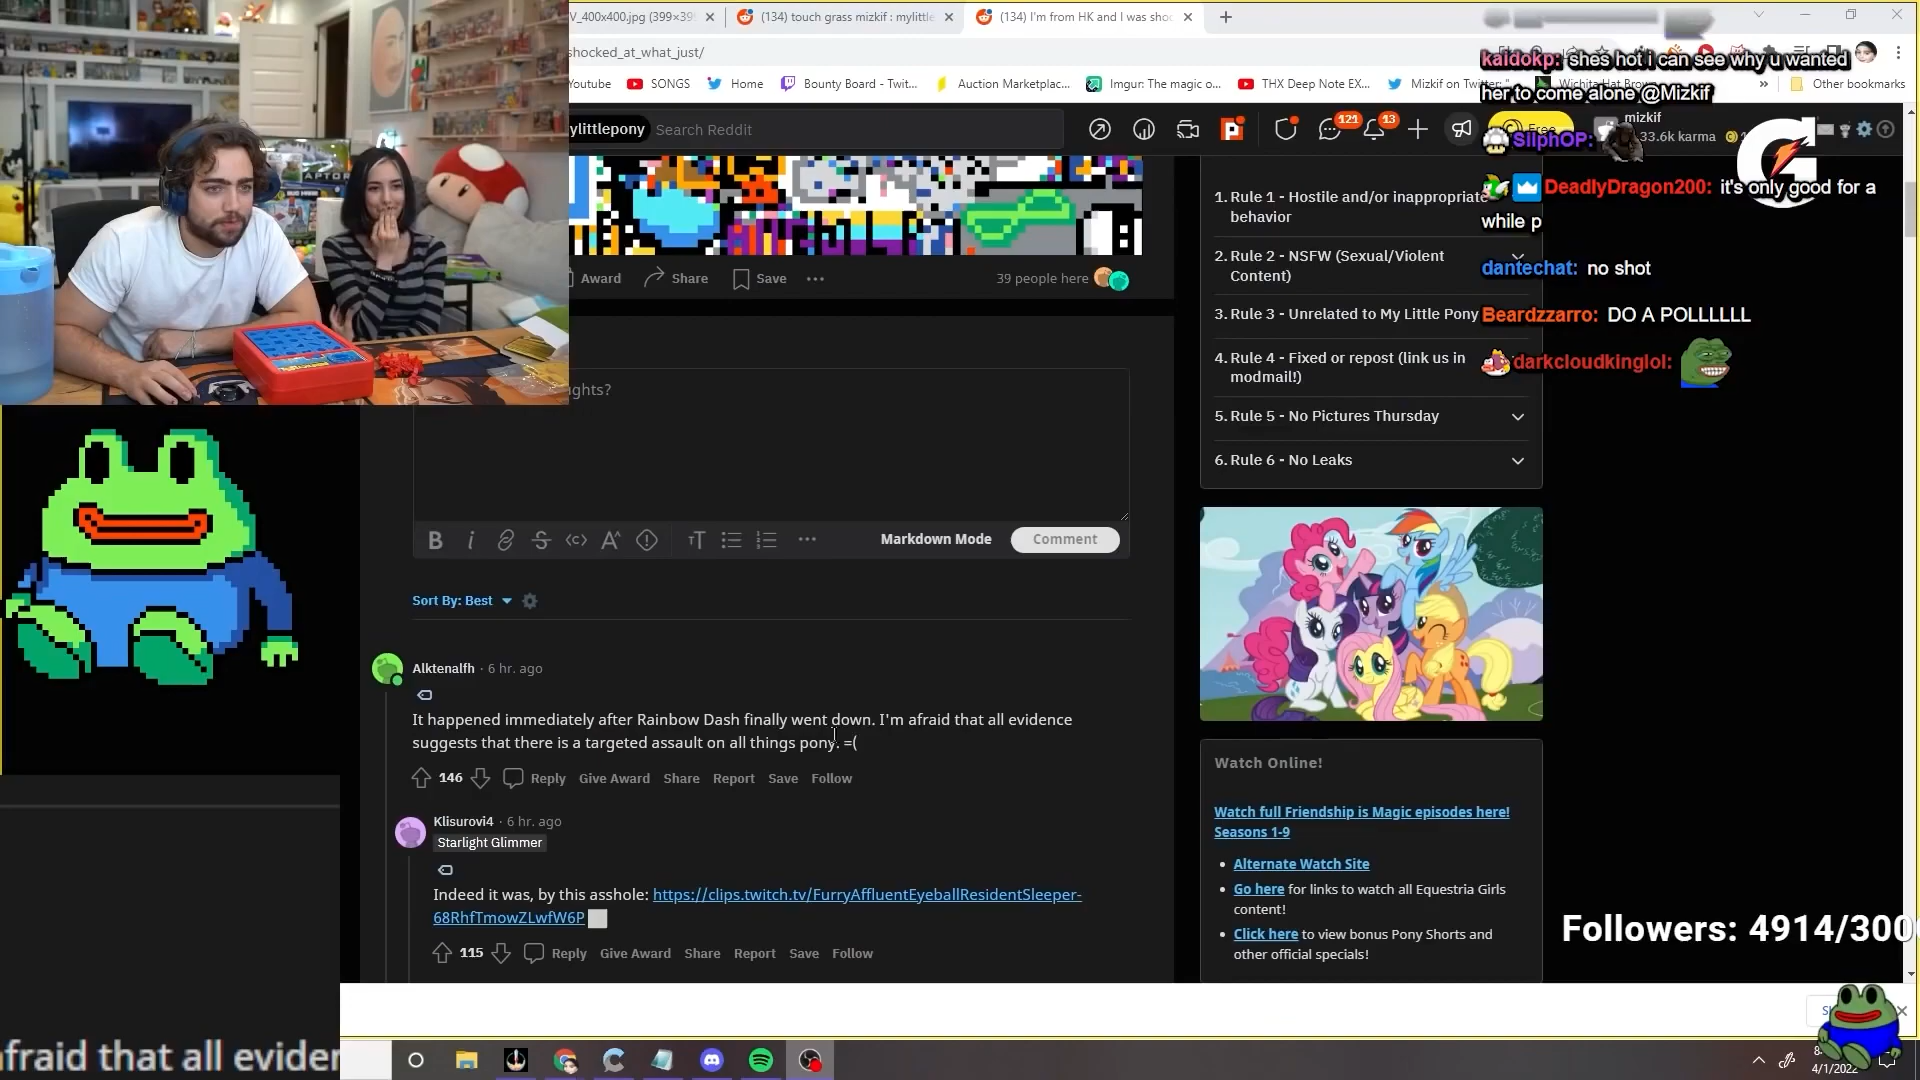 V_400x400.jpg (399×39
(134) touch grass mizkif : mylittle
(134) I'm from HK and I was shoc
shocked_at_what_just/
Youtube
SONGS
Home
Bounty Board - Twit...
Auction Marketplac...
Imgur: The magic o...
THX Deep Note EX...
Mizkif on Twitter: "
Wichita Hat Brow
»
Other bookmarks
kaldokp: shes hot i can see why u wanted
her to come alone @Mizkif
ylittlepony
Search Reddit
121
13
Free
mizkif
33.6k karma
SilphOP:
DeadlyDragon200: it's only good for a
while p
dantechat: no shot
Beardzzarro: DO A POLLLLLL
darkcloudkinglol:
1. Rule 1 - Hostile and/or inappropriate
behavior
2. Rule 2 - NSFW (Sexual/Violent
Content)
3. Rule 3 - Unrelated to My Little Pony
4. Rule 4 - Fixed or repost (link us in
modmail!)
5. Rule 5 - No Pictures Thursday
6. Rule 6 - No Leaks
Award
Share
Save
39 people here
ghts?
Markdown Mode
Comment
Sort By: Best
Alktenalfh · 6 hr. ago
It happened immediately after Rainbow Dash finally went down. I'm afraid that all evidence
suggests that there is a targeted assault on all things pony. =(
146
Reply
Give Award
Share
Report
Save
Follow
Klisurovi4 · 6 hr. ago
Starlight Glimmer
Indeed it was, by this asshole: https://clips.twitch.tv/FurryAffluentEyeballResidentSleeper-
68RhfTmowZLwfW6P
115
Reply
Give Award
Share
Report
Save
Follow
Watch Online!
Watch full Friendship is Magic episodes here!
Seasons 1-9
Alternate Watch Site
Go here for links to watch all Equestria Girls
content!
Click here to view bonus Pony Shorts and
other official specials!
Followers: 4914/300
afraid that all eviden
4/1/2022